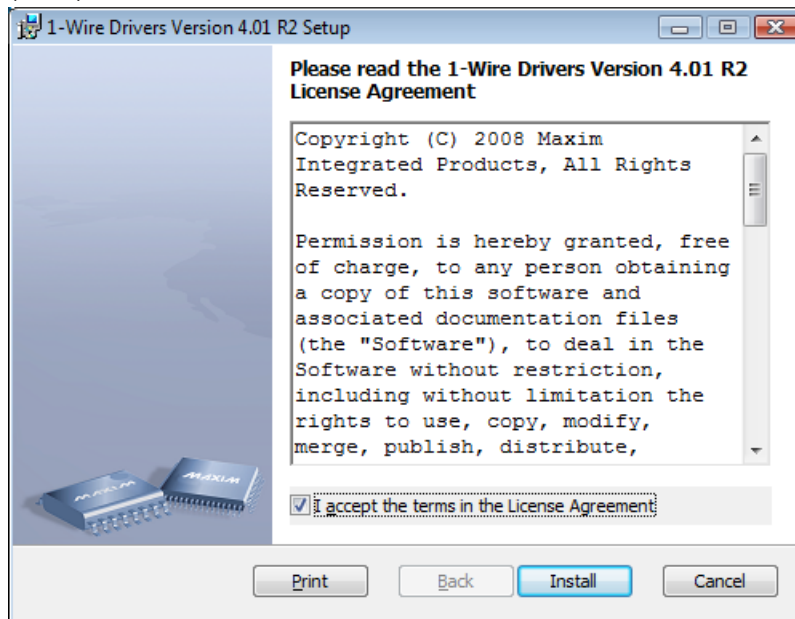 1-Wire Drivers Version 4.01 R2 Setup
Please read the 1-Wire Drivers Version 4.01 R2
License Agreement
Copyright (C) 2008 Maxim
Integrated Products, All Rights
Reserved.
Permission is hereby granted, free
of charge, to any person obtaining
a copy of this software and
associated documentation files
(the "Software"), to deal in the
Software without restriction,
including without limitation the
rights to use, copy, modify,
merge, publish, distribute,
MAXIM
MAXIM
I accept the terms in the License Agreement
Print
Back
Install
Cancel